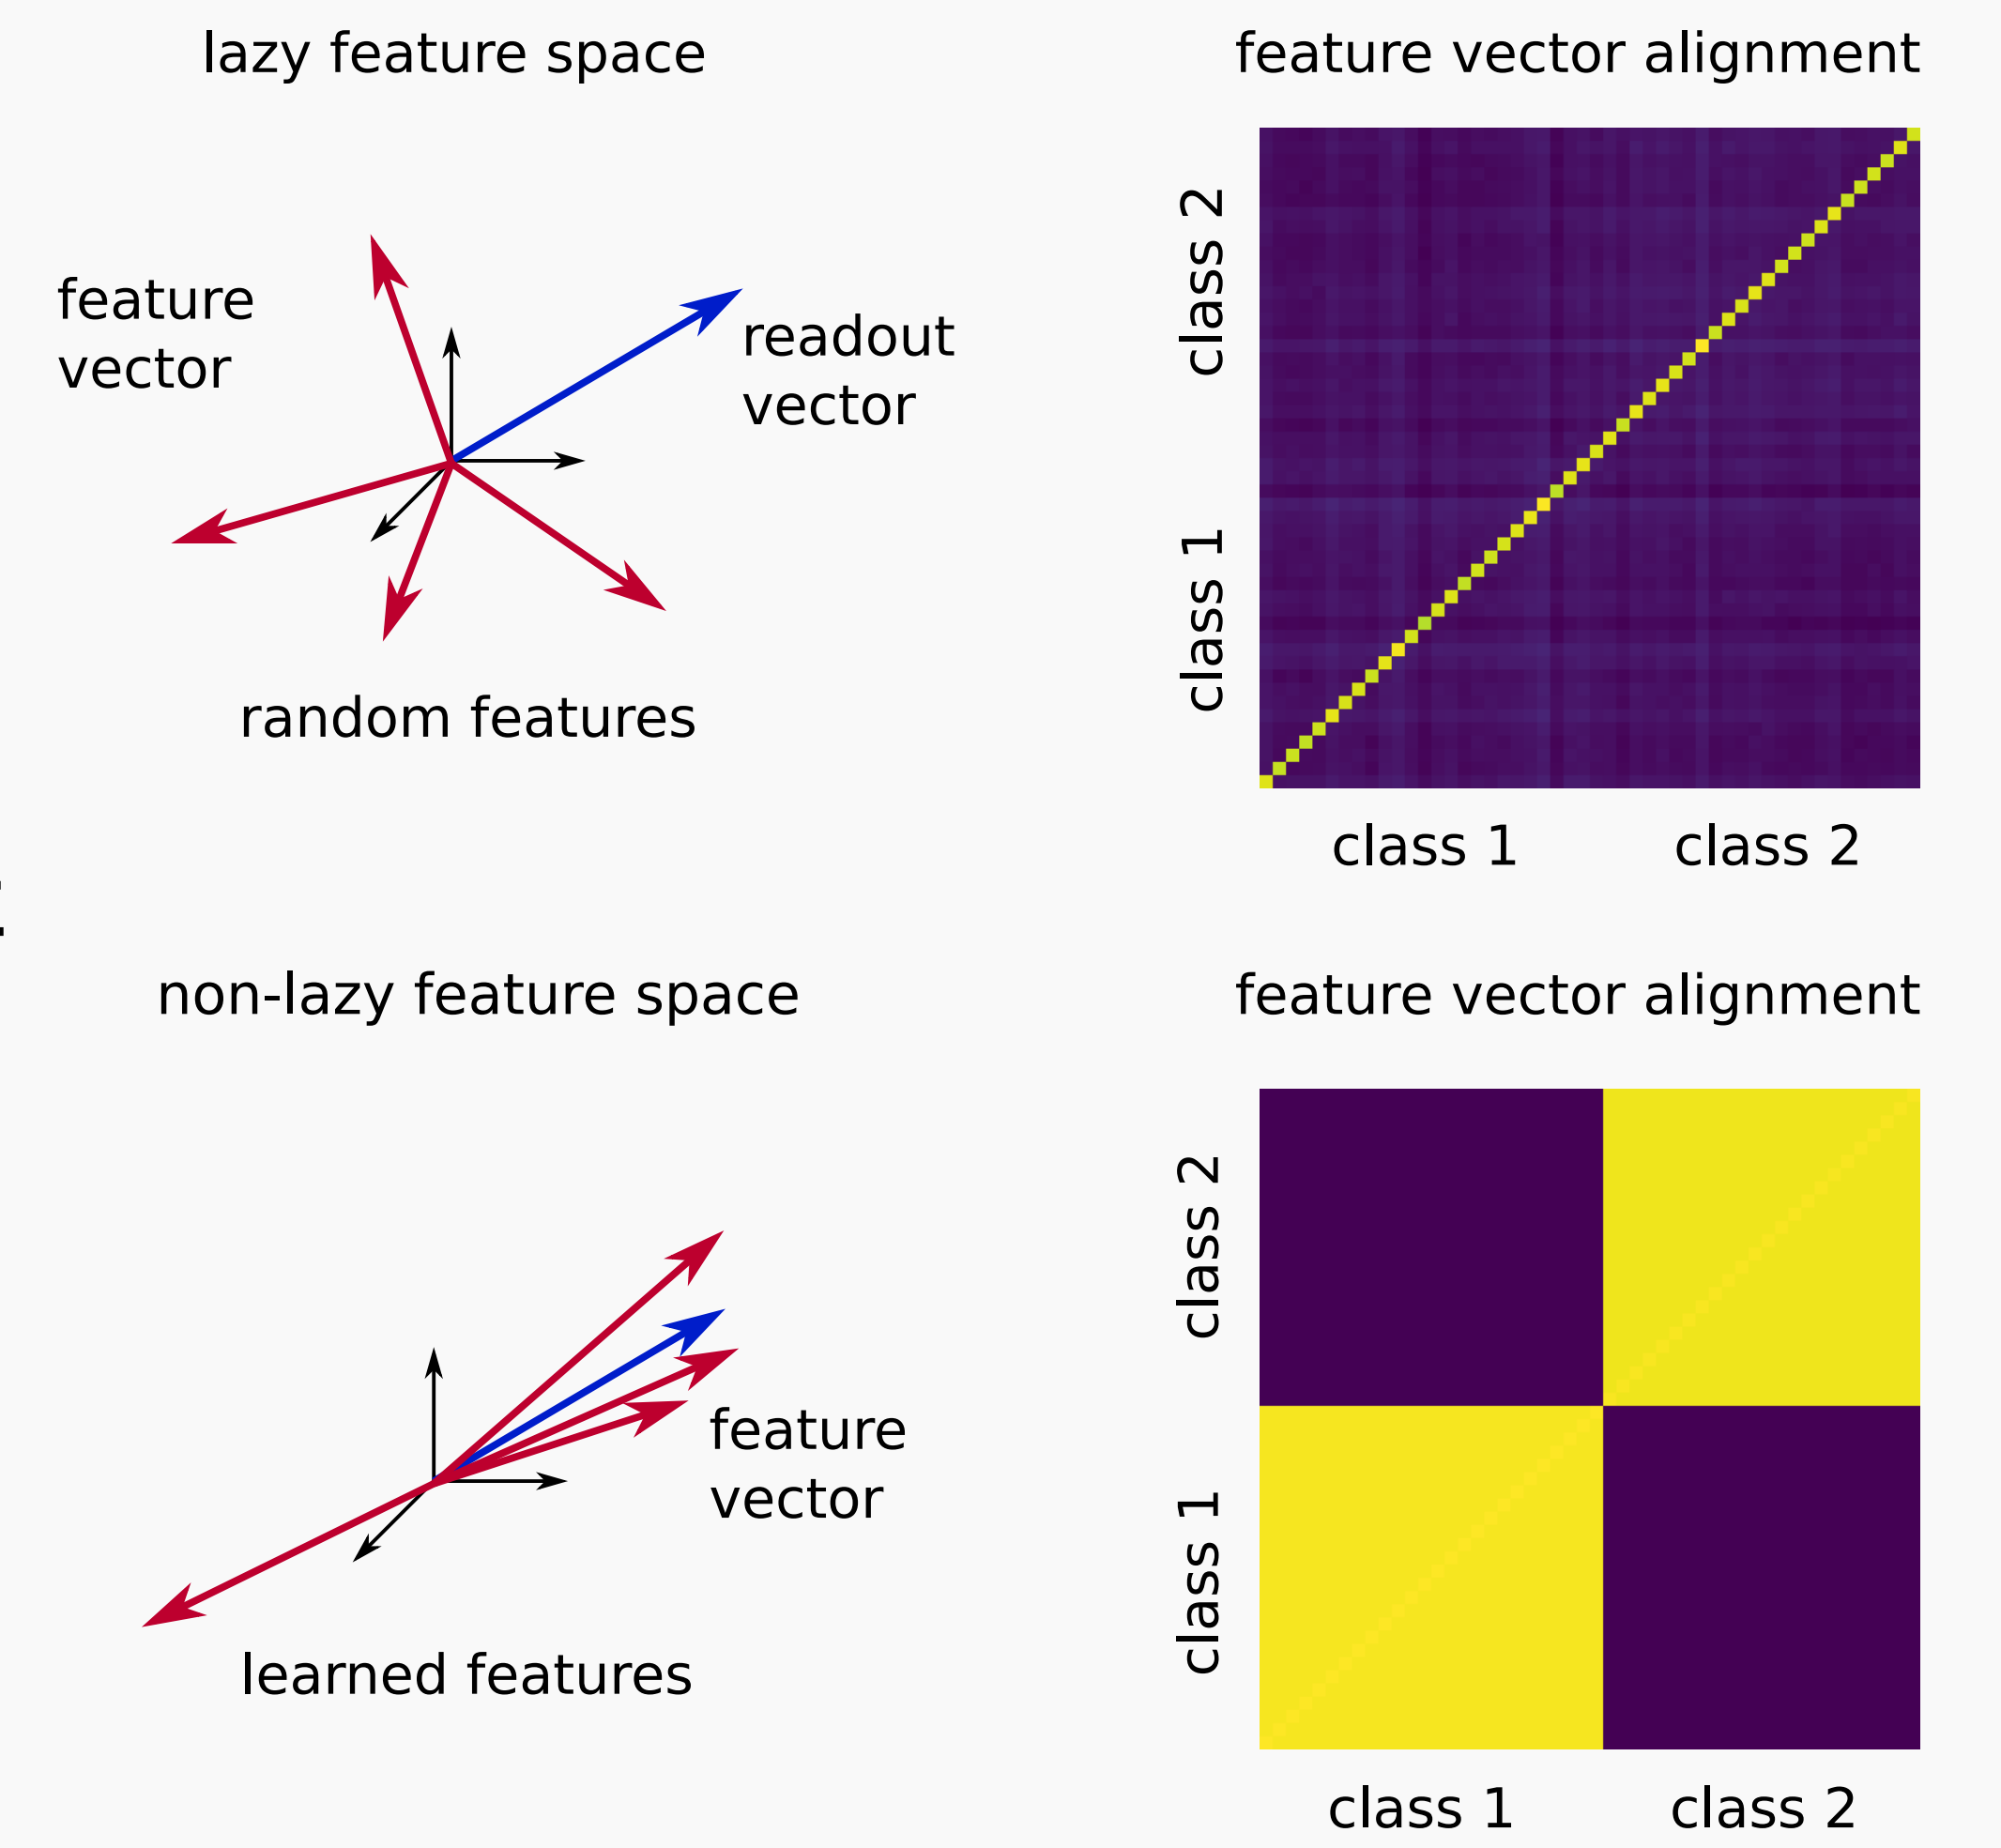 lazy feature space
feature vector alignment
feature
vector
readout
vector
random features
class 2
class 1
class 1
class 2
non-lazy feature space
feature vector alignment
feature
vector
learned features
class 2
class 1
class 1
class 2